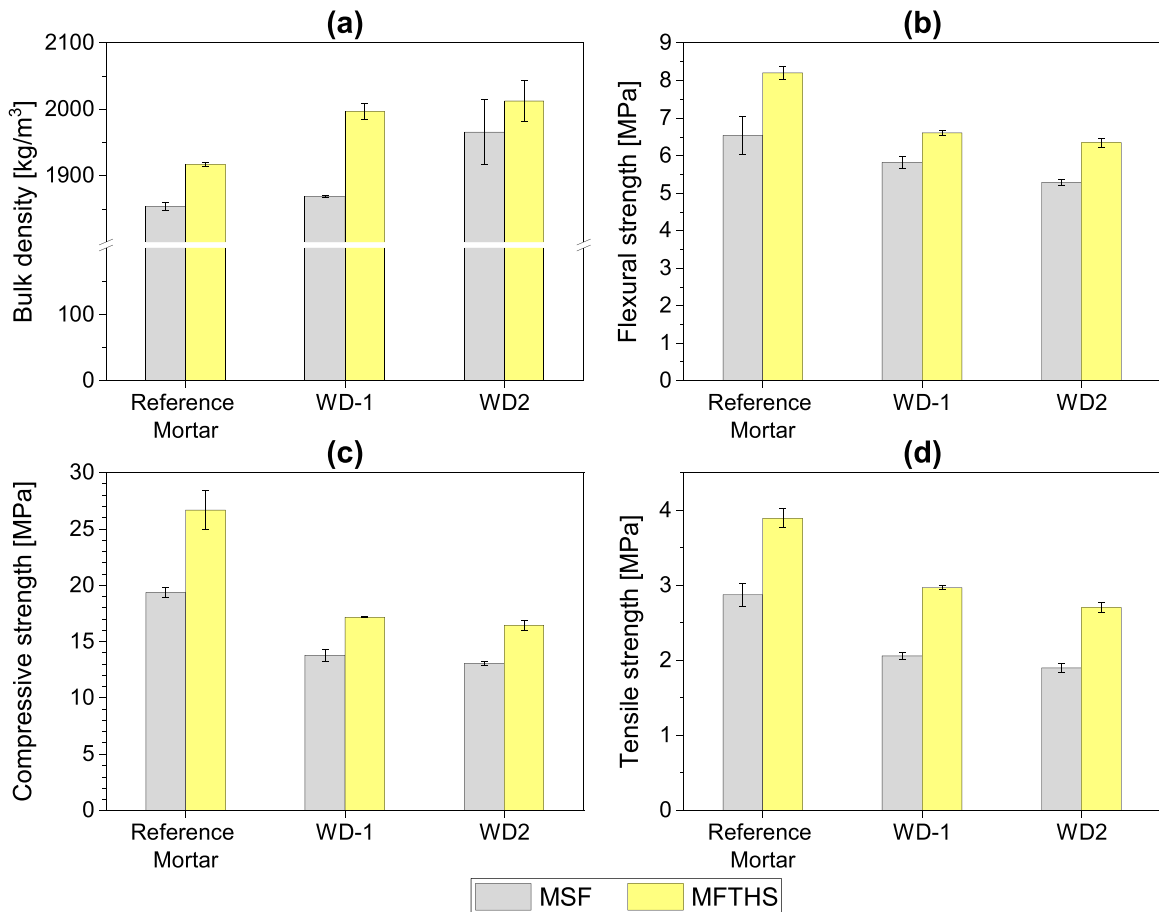 (a)
2100
2000
1900
100
0
Bulk density [kg/m³]
Reference
Mortar
WD-1
WD2
(b)
9
8
7
6
5
4
3
2
1
0
Flexural strength [MPa]
Reference
Mortar
WD-1
WD2
(c)
30
25
20
15
10
5
0
Compressive strength [MPa]
Reference
Mortar
WD-1
WD2
(d)
4
3
2
1
0
Tensile strength [MPa]
Reference
Mortar
WD-1
WD2
MSF
MFTHS